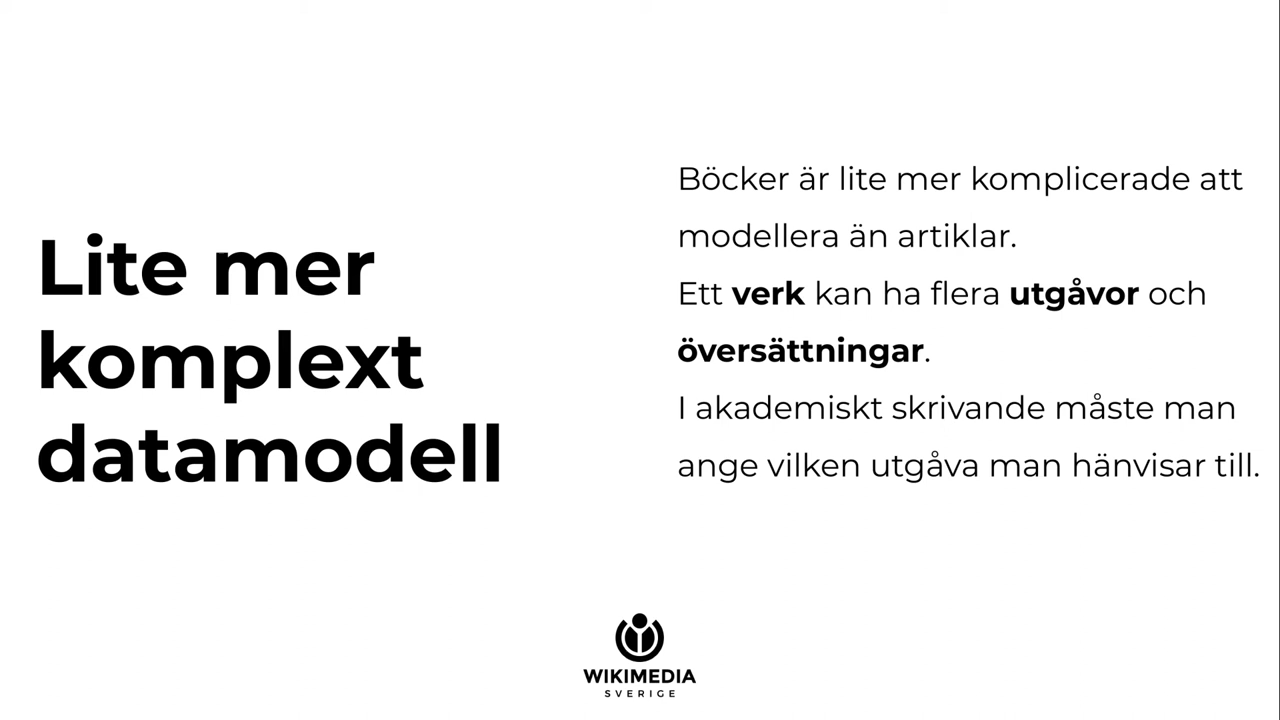 Lite mer
komplext
datamodell
Böcker är lite mer komplicerade att
modellera än artiklar.
Ett verk kan ha flera utgåvor och
översättningar.
I akademiskt skrivande måste man
ange vilken utgåva man hänvisar till.
WIKIMEDIA
SVERIGE